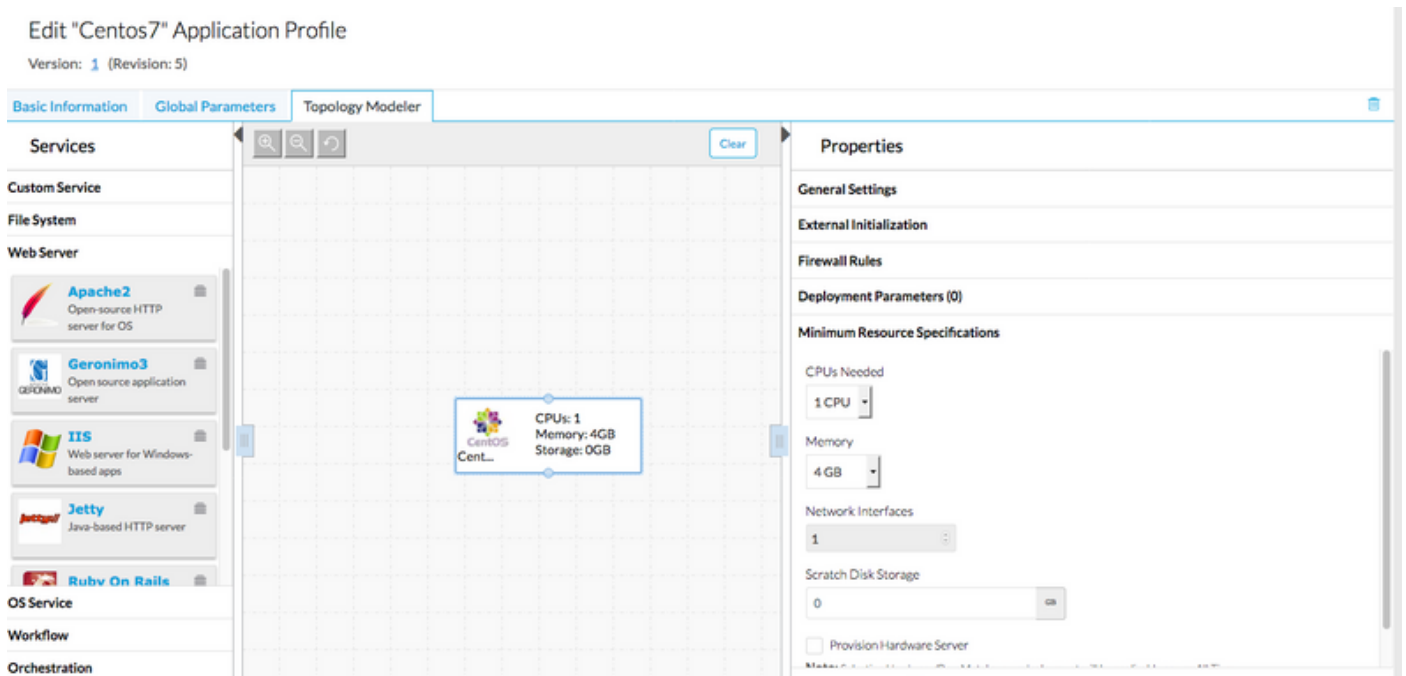 Edit "Centos7" Application Profile
Version: 1 (Revision: 5)
Basic Information Global Parameters Topology Modeler
Services
Custom Service
File System
Web Server
Apache2
Open-source HTTP
server for OS
Geronimo3
Open source application
server
GERONIMO
IIS
Web server for Windows-
based apps
Jetty
Java-based HTTP server
Ruby On Rails
OS Service
Workflow
Orchestration
Clear
CentOS
Cent...
CPUs: 1
Memory: 4GB
Storage: 0GB
Properties
General Settings
External Initialization
Firewall Rules
Deployment Parameters (0)
Minimum Resource Specifications
CPUs Needed
1 CPU
Memory
4 GB
Network Interfaces
1
Scratch Disk Storage
0 GB
Provision Hardware Server